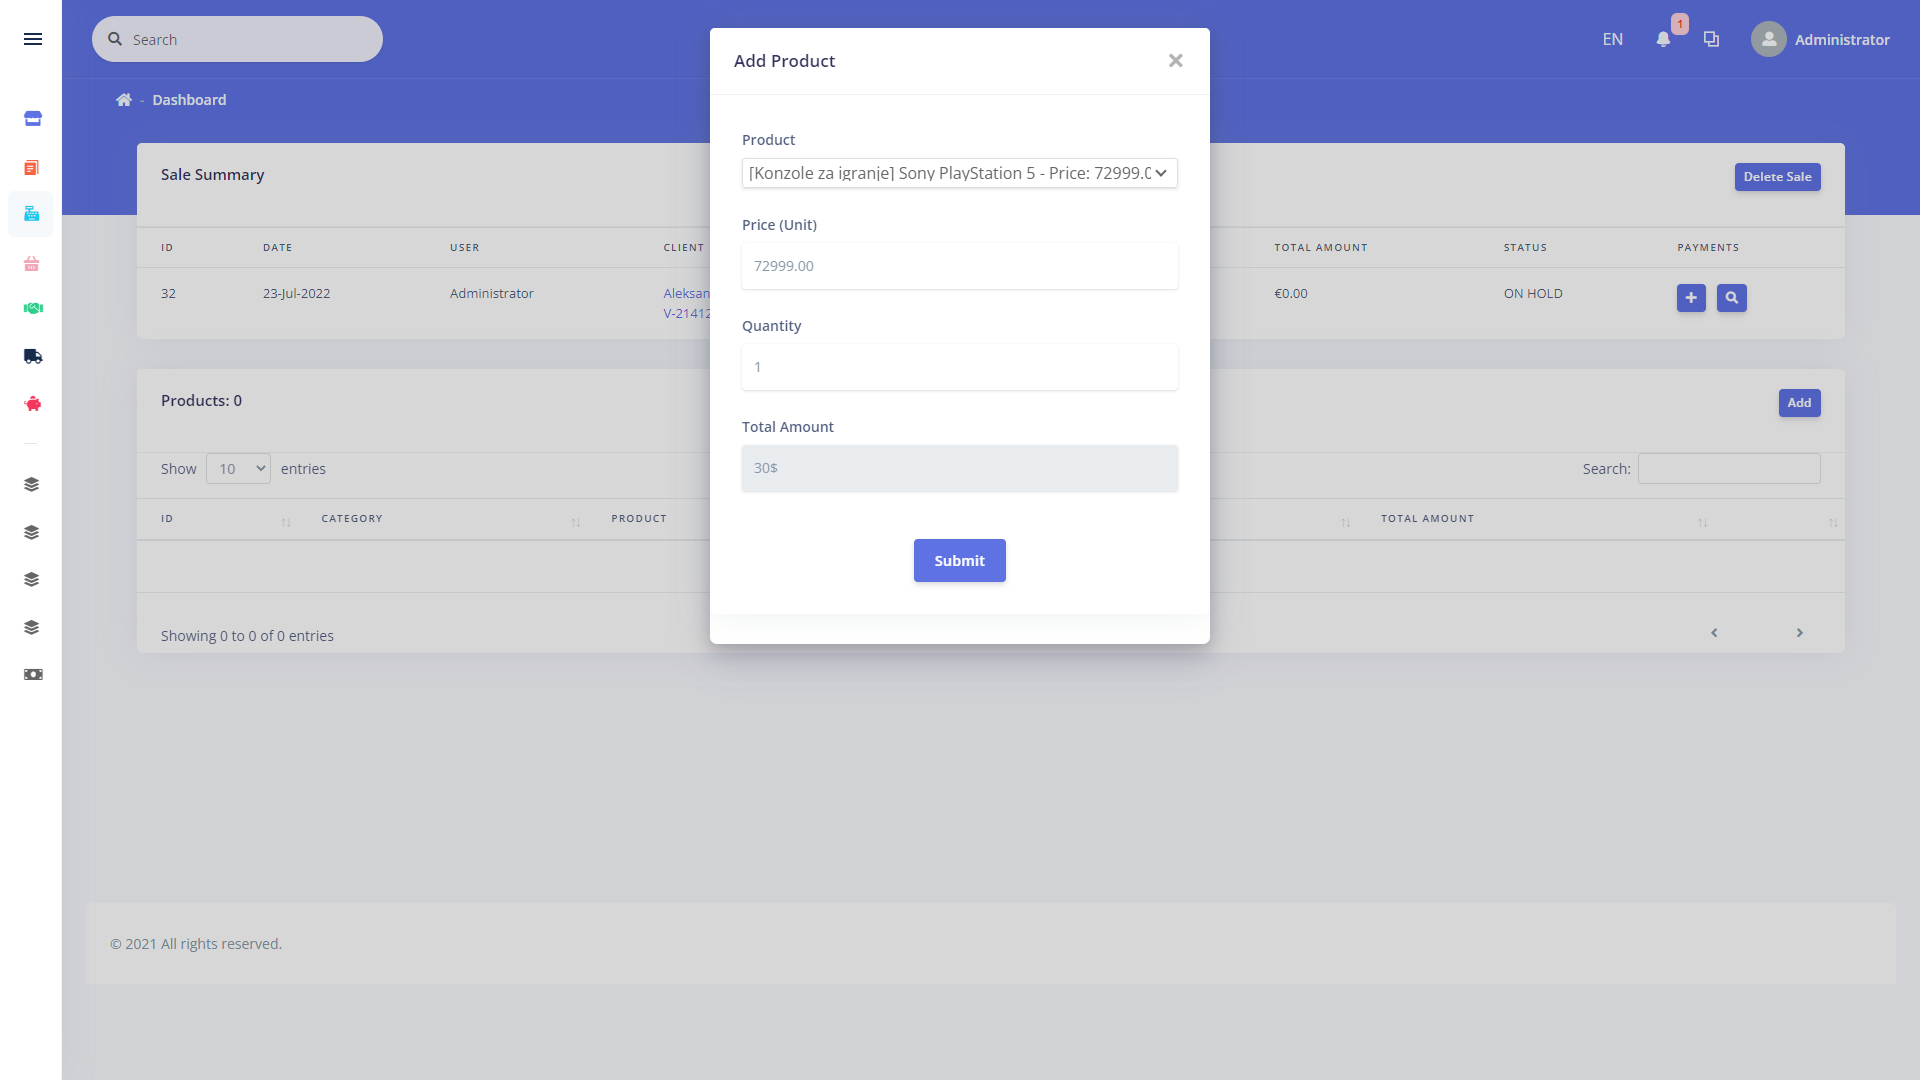 Search
EN
1
Administrator
- Dashboard
Add Product
Product
[Konzole za igranje] Sony PlayStation 5 - Price: 72999.0
Price (Unit)
72999.00
Quantity
1
Total Amount
30$
Submit
Sale Summary
Delete Sale
ID DATE USER CLIENT TOTAL AMOUNT STATUS PAYMENTS
32 23-Jul-2022 Administrator Aleksan €0.00 ON HOLD
V-21412
Products: 0
Add
Show 10 entries
Search:
ID CATEGORY PRODUCT TOTAL AMOUNT
Showing 0 to 0 of 0 entries
© 2021 All rights reserved.